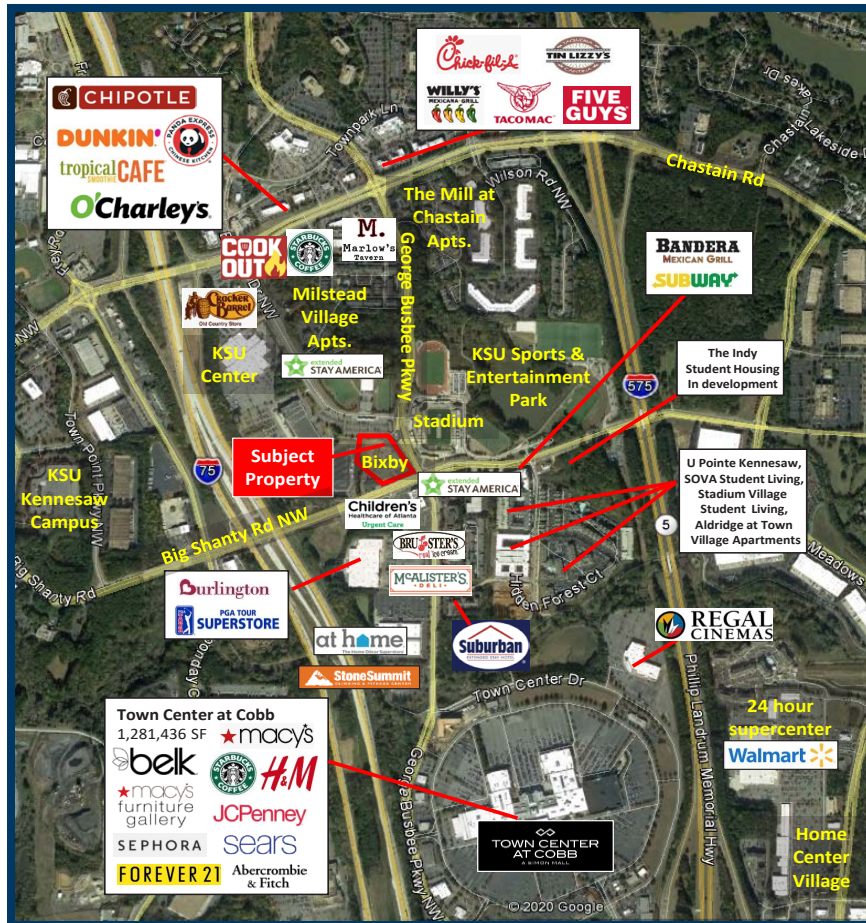 CHIPOTLE
DUNKIN'
PANDA EXPRESS
CHINESE KITCHEN
tropical
SMOOTHIE CAFE
O'Charley's
Chick-fil-A
TIN LIZZY'S
WILLY'S
MEXICANA GRILL
TACO MAC
FIVE
GUYS
Townpark Ln
Chastain Rd
Lakeside
Wilson Rd NW
The Mill at
Chastain
Apts.
George Busbee Pkwy
COOK
OUT
STARBUCKS
COFFEE
M.
Marlow's
Tavern
BANDERA
MEXICAN GRILL
SUBWAY
Cracker
Barrel
Old Country Store
Milstead
Village
Apts.
KSU
Center
extended
STAY AMERICA
KSU Sports &
Entertainment
Park
Stadium
The Indy
Student Housing
In development
575
75
Subject
Property
Bixby
extended
STAY AMERICA
KSU
Kennesaw
Campus
Town Point Pkwy NW
Big Shanty Rd NW
Big Shanty Rd
Children's
Healthcare of Atlanta
Urgent Care
BRUSTER'S
real ice cream
McALISTER'S
DELI
U Pointe Kennesaw,
SOVA Student Living,
Stadium Village
Student Living,
Aldridge at Town
Village Apartments
5
Meadows
Hidden Forest Ct
Burlington
PGA TOUR
SUPERSTORE
at home
The Home Décor Superstore
StoneSummit
CLIMBING & FITNESS CENTER
Suburban
EXTENDED STAY HOTEL
REGAL
CINEMAS
Town Center Dr
Phillip Landrum Memorial Hwy
24 hour
supercenter
Walmart
Town Center at Cobb
1,281,436 SF
macy's
belk
STARBUCKS
COFFEE
H&M
macy's
furniture
gallery
JCPenney
SEPHORA
sears
FOREVER 21
Abercrombie
& Fitch
George Busbee Pkwy NW
TOWN CENTER
AT COBB
A SIMON MALL
Home
Center
Village
© 2020 Google